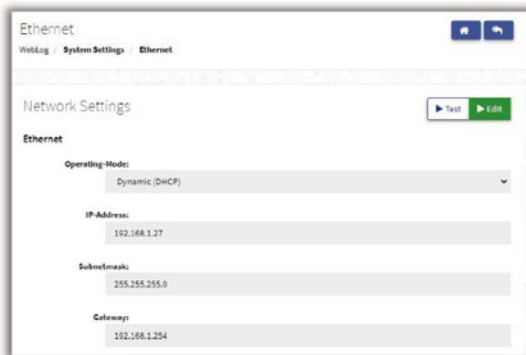 Ethernet
WebLog / System Settings / Ethernet
Network Settings
Test
Edit
Ethernet
Operating-Mode:
Dynamic (DHCP)
IP-Address:
192.168.1.27
Subnetmask:
255.255.255.0
Gateway:
192.168.1.254